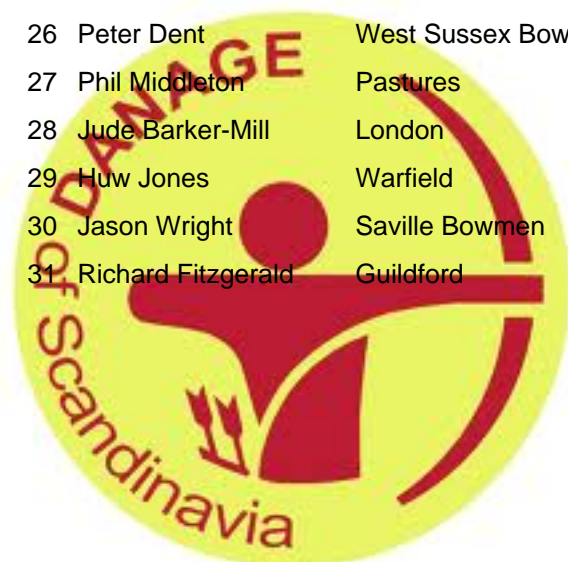 26 Peter Dent West Sussex Bow
27 Phil Middleton Pastures
28 Jude Barker-Mill London
29 Huw Jones Warfield
30 Jason Wright Saville Bowmen
31 Richard Fitzgerald Guildford
DANAGE
of Scandinavia